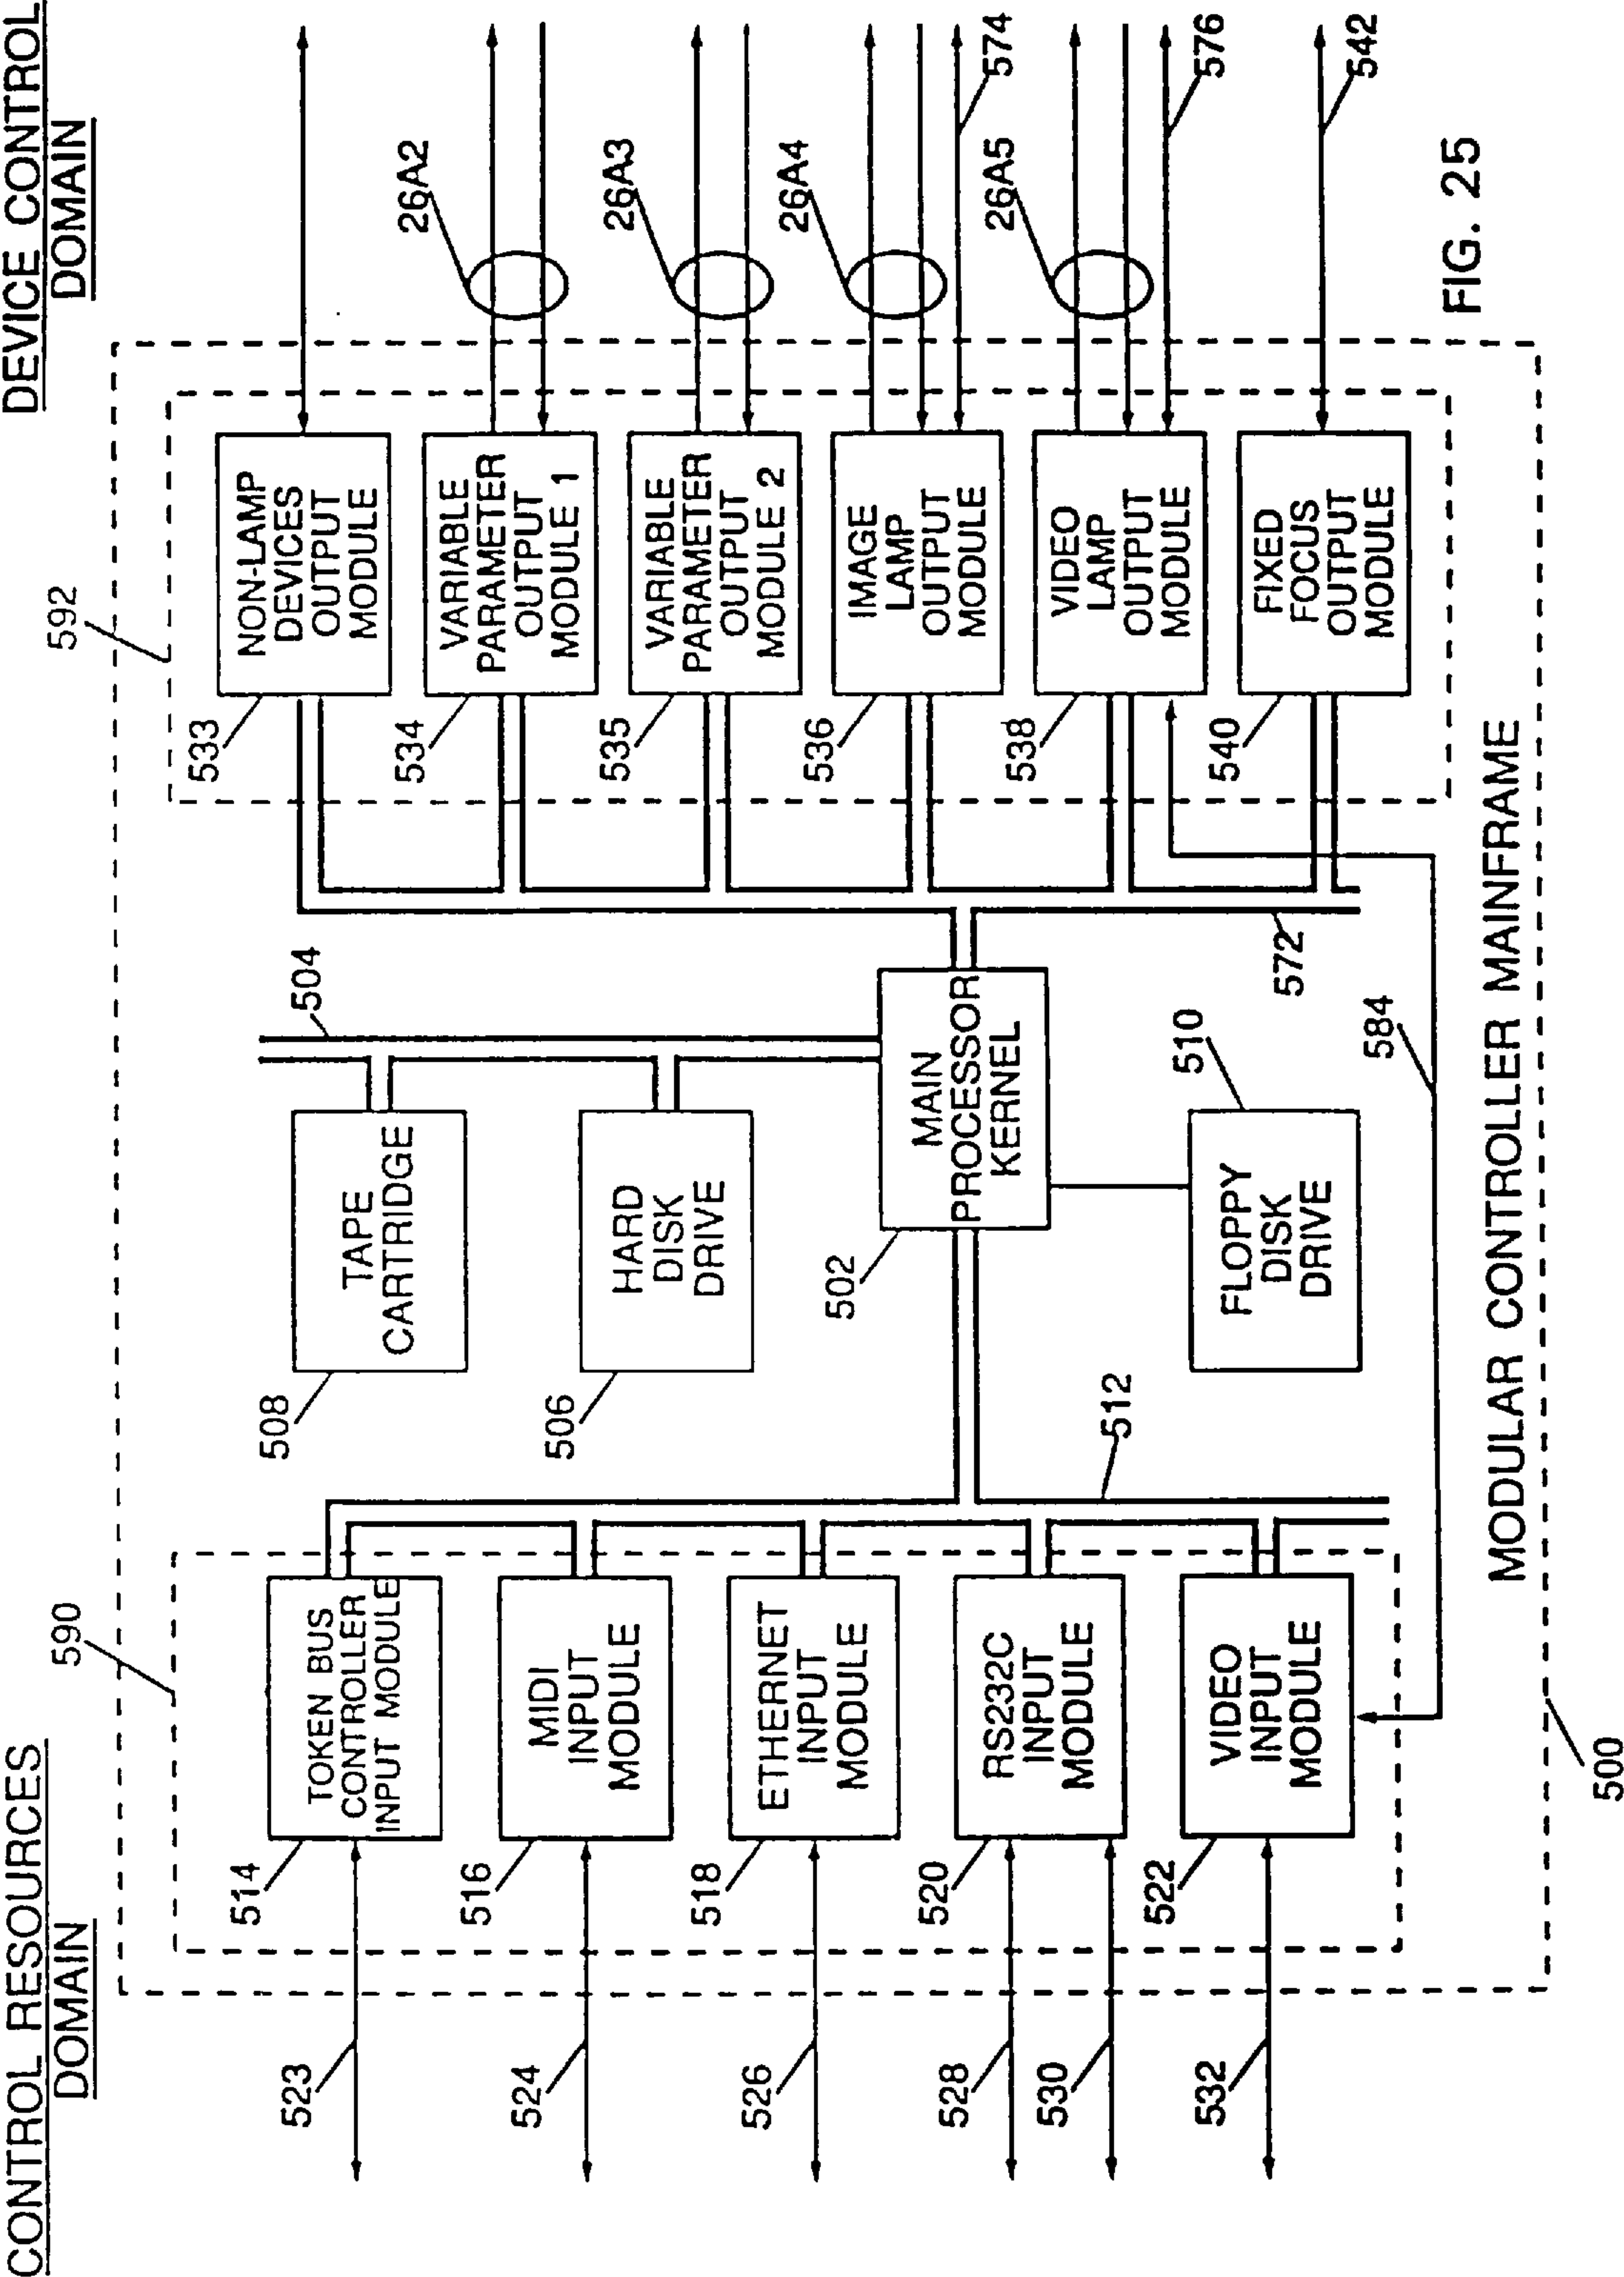 CONTROL RESOURCES
DOMAIN
DEVICE CONTROL
DOMAIN
590
592
514
TOKEN BUS
CONTROLLER
INPUT MODULE
523
516
MIDI
INPUT
MODULE
524
518
ETHERNET
INPUT
MODULE
526
520
RS232C
INPUT
MODULE
528
530
522
VIDEO
INPUT
MODULE
532
512
508
TAPE
CARTRIDGE
506
HARD
DISK
DRIVE
504
502
MAIN
PROCESSOR
KERNEL
510
FLOPPY
DISK
DRIVE
572
584
533
NON-LAMP
DEVICES
OUTPUT
MODULE
534
VARIABLE
PARAMETER
OUTPUT
MODULE 1
26A2
535
VARIABLE
PARAMETER
OUTPUT
MODULE 2
26A3
536
IMAGE
LAMP
OUTPUT
MODULE
26A4
574
538
VIDEO
LAMP
OUTPUT
MODULE
26A5
576
540
FIXED
FOCUS
OUTPUT
MODULE
542
MODULAR CONTROLLER MAINFRAME
500
FIG. 25